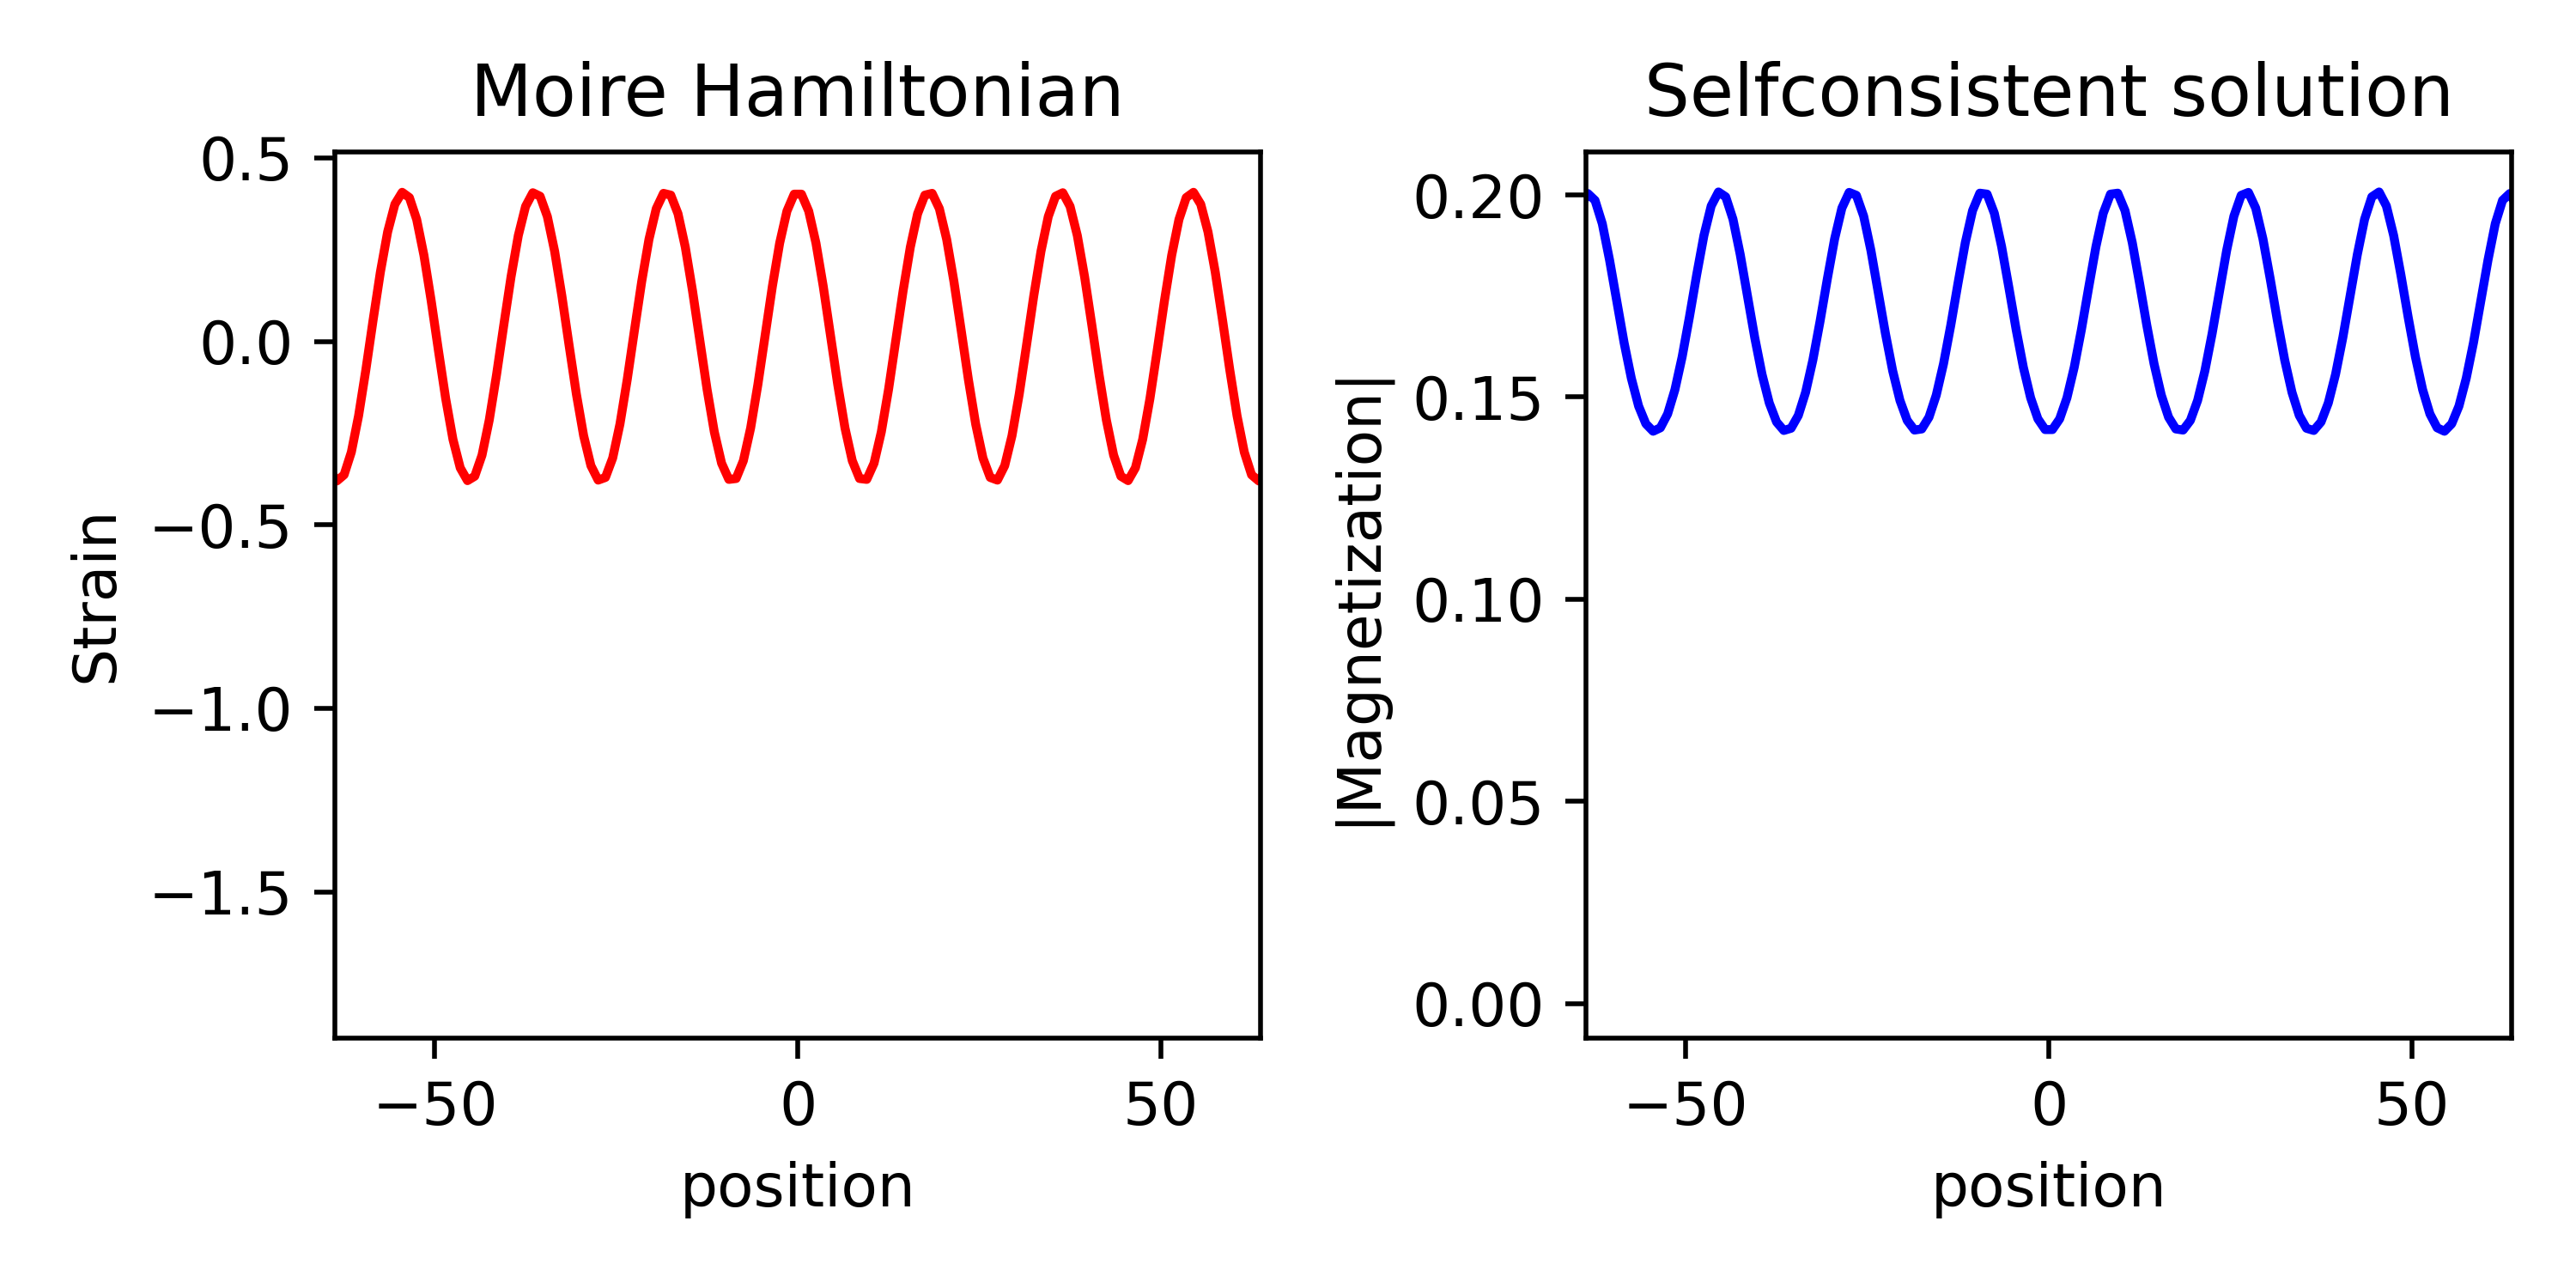 Moire Hamiltonian
Strain
0.5
0.0
−0.5
−1.0
−1.5
−50 0 50
position
Selfconsistent solution
|Magnetization|
0.20
0.15
0.10
0.05
0.00
−50 0 50
position